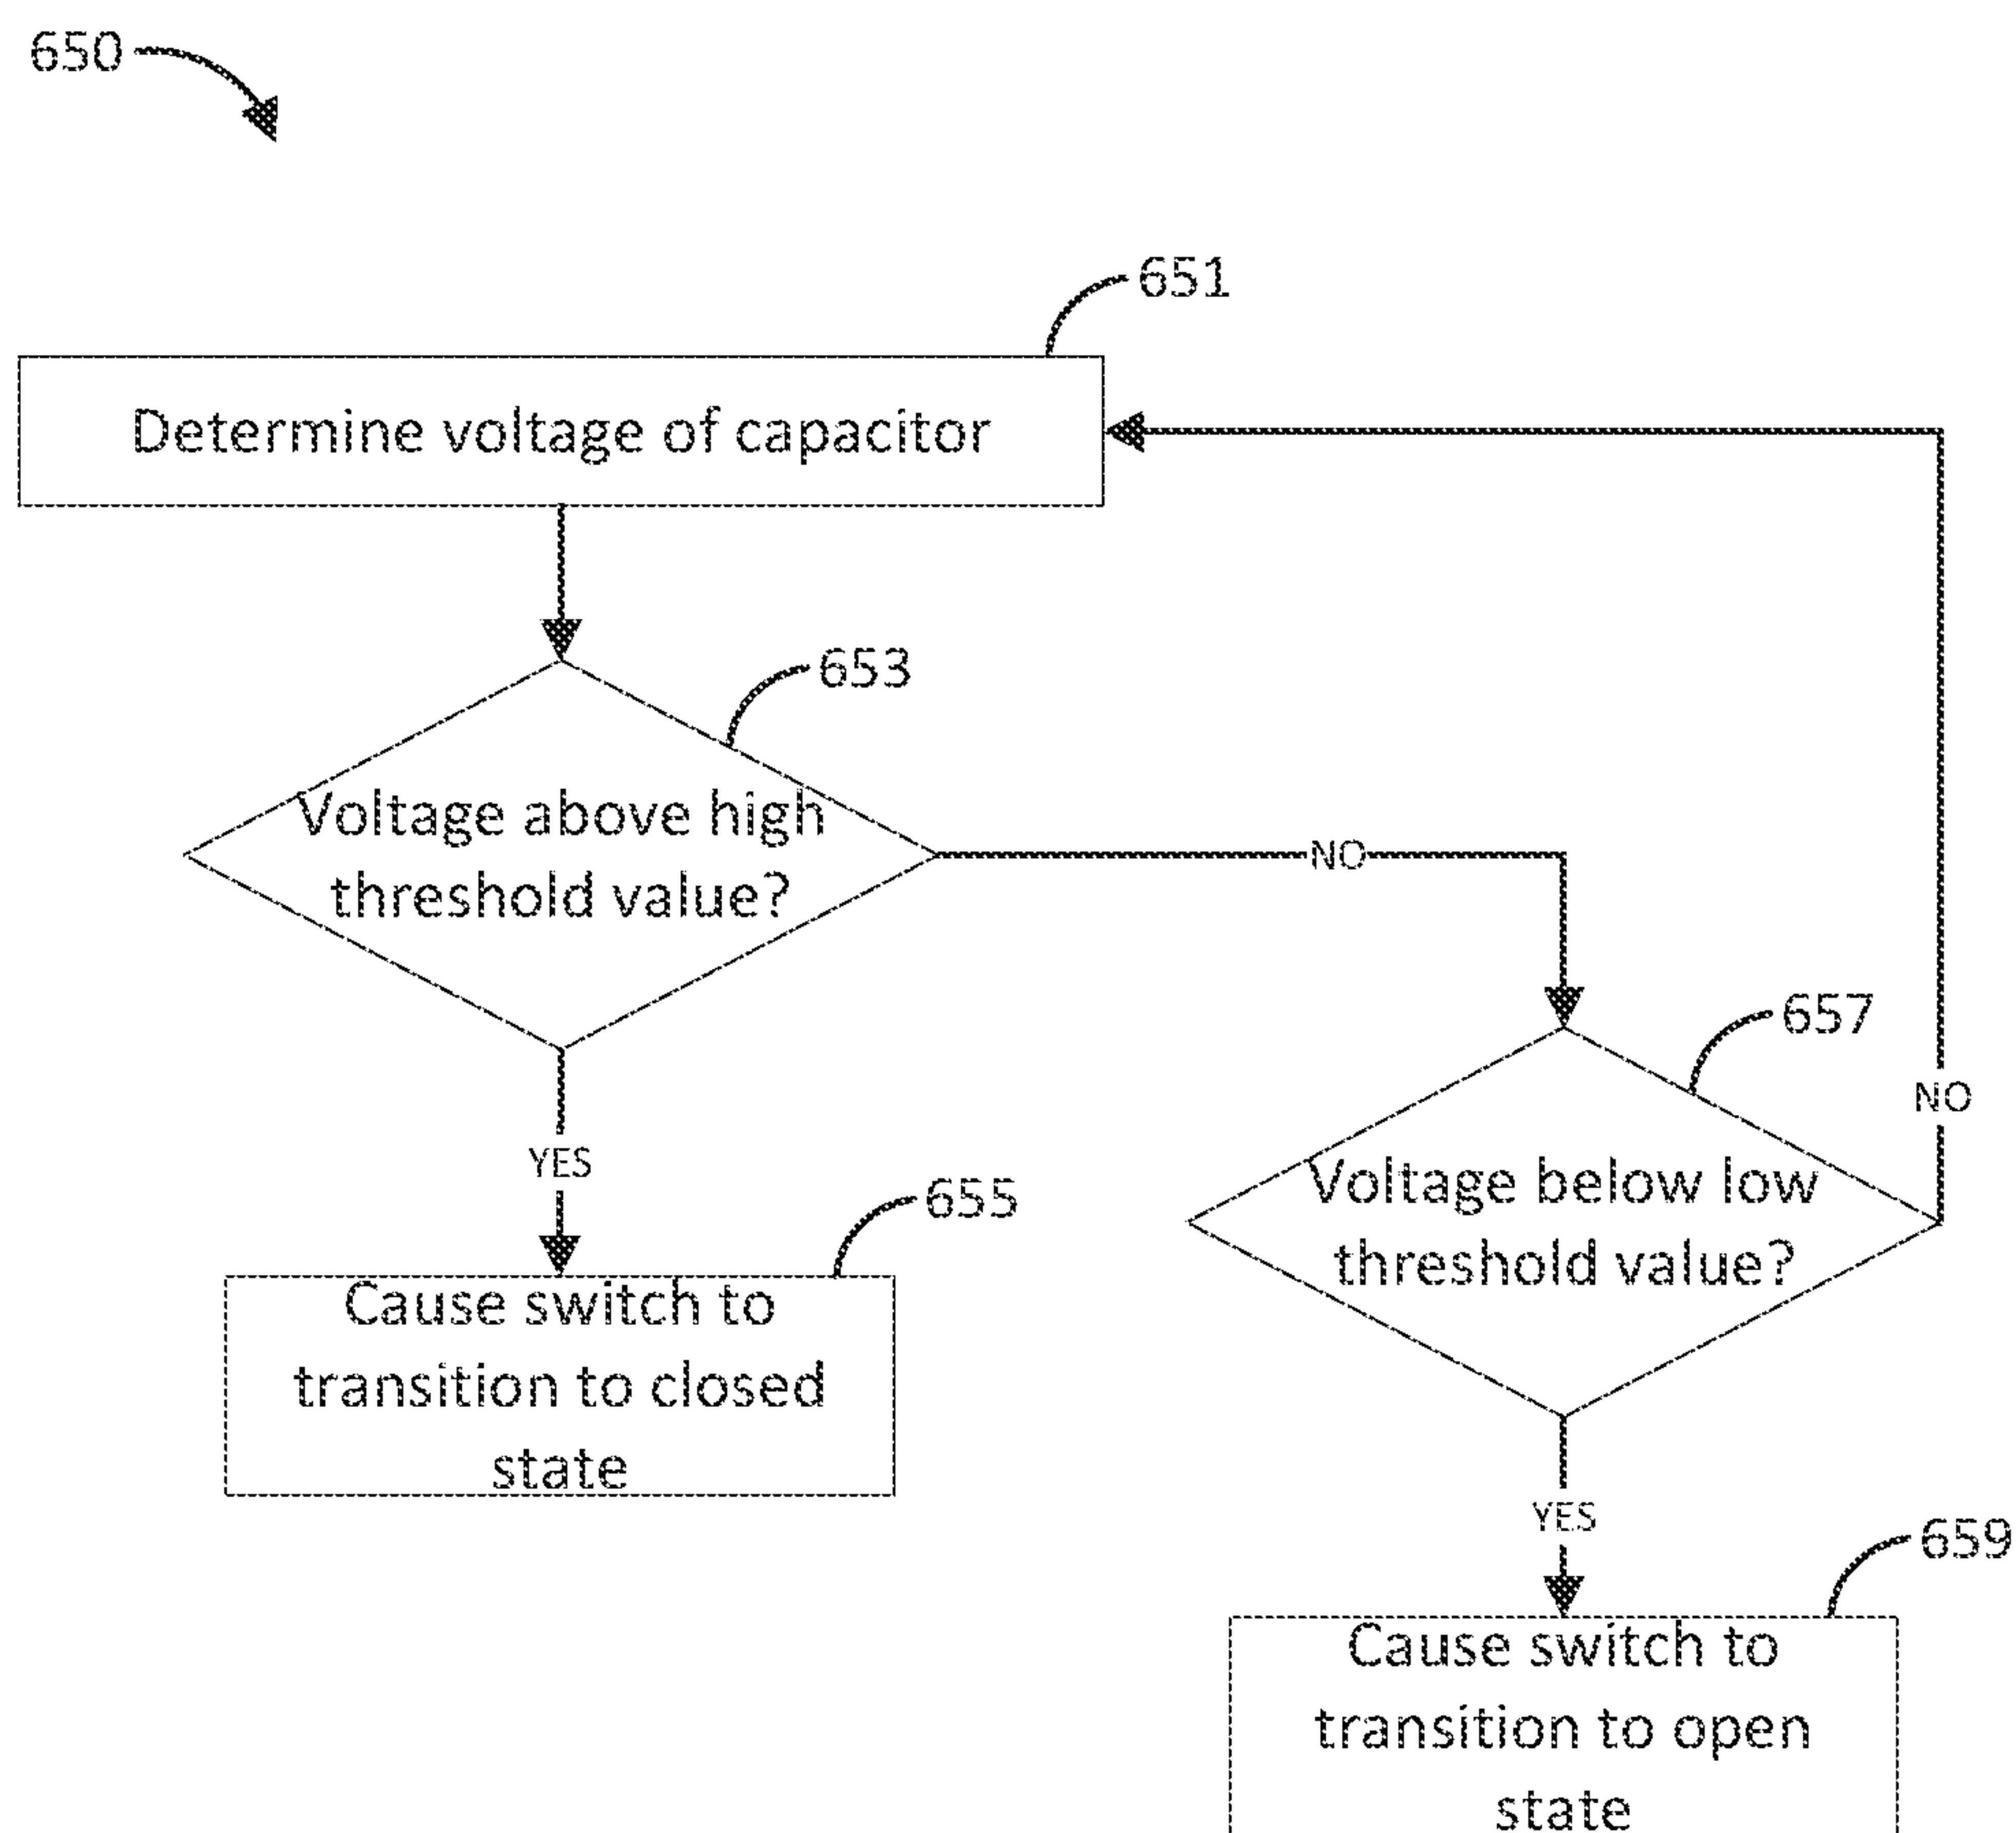 650
651
Determine voltage of capacitor
653
Voltage above high
threshold value?
NO
657
NO
YES
Voltage below low
threshold value?
655
Cause switch to
transition to closed
state
YES
659
Cause switch to
transition to open
state